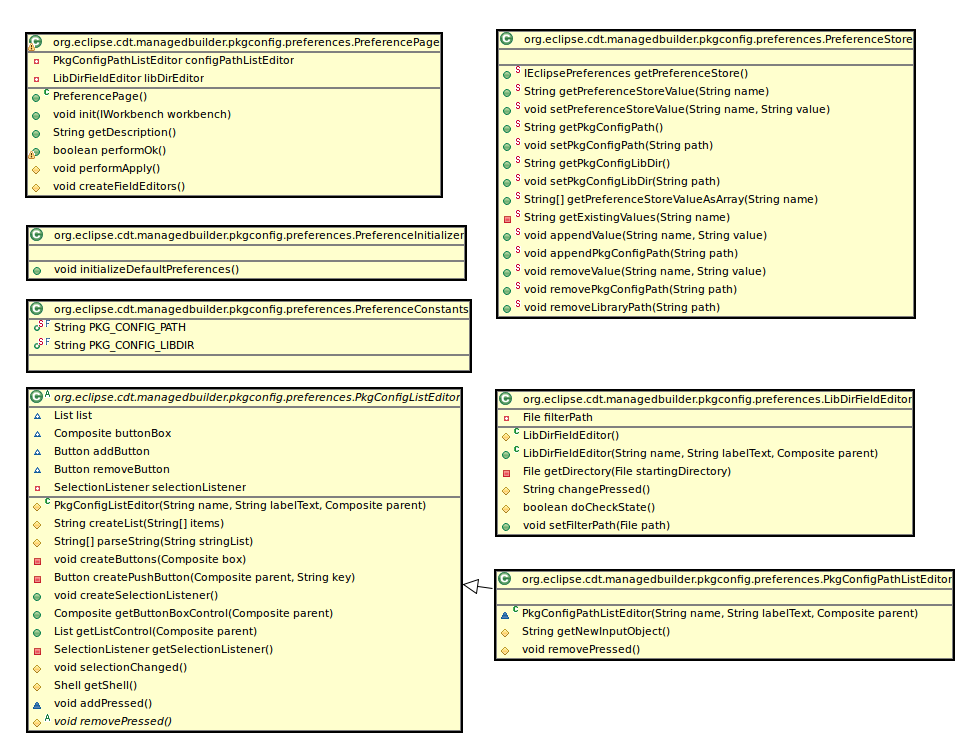 org.eclipse.cdt.managedbuilder.pkgconfig.preferences.PreferencePage
PkgConfigPathListEditor configPathListEditor
LibDirFieldEditor libDirEditor
C PreferencePage()
void init(IWorkbench workbench)
String getDescription()
boolean performOk()
void performApply()
void createFieldEditors()
org.eclipse.cdt.managedbuilder.pkgconfig.preferences.PreferenceInitializer
void initializeDefaultPreferences()
org.eclipse.cdt.managedbuilder.pkgconfig.preferences.PreferenceConstants
S F String PKG_CONFIG_PATH
S F String PKG_CONFIG_LIBDIR
A org.eclipse.cdt.managedbuilder.pkgconfig.preferences.PkgConfigListEditor
List list
Composite buttonBox
Button addButton
Button removeButton
SelectionListener selectionListener
C PkgConfigListEditor(String name, String labelText, Composite parent)
String createList(String[] items)
String[] parseString(String stringList)
void createButtons(Composite box)
Button createPushButton(Composite parent, String key)
void createSelectionListener()
Composite getButtonBoxControl(Composite parent)
List getListControl(Composite parent)
SelectionListener getSelectionListener()
void selectionChanged()
Shell getShell()
void addPressed()
A void removePressed()
org.eclipse.cdt.managedbuilder.pkgconfig.preferences.PreferenceStore
S IEclipsePreferences getPreferenceStore()
S String getPreferenceStoreValue(String name)
S void setPreferenceStoreValue(String name, String value)
S String getPkgConfigPath()
S void setPkgConfigPath(String path)
S String getPkgConfigLibDir()
S void setPkgConfigLibDir(String path)
S String[] getPreferenceStoreValueAsArray(String name)
S String getExistingValues(String name)
S void appendValue(String name, String value)
S void appendPkgConfigPath(String path)
S void removeValue(String name, String value)
S void removePkgConfigPath(String path)
S void removeLibraryPath(String path)
org.eclipse.cdt.managedbuilder.pkgconfig.preferences.LibDirFieldEditor
File filterPath
C LibDirFieldEditor()
C LibDirFieldEditor(String name, String labelText, Composite parent)
File getDirectory(File startingDirectory)
String changePressed()
boolean doCheckState()
void setFilterPath(File path)
org.eclipse.cdt.managedbuilder.pkgconfig.preferences.PkgConfigPathListEditor
C PkgConfigPathListEditor(String name, String labelText, Composite parent)
String getNewInputObject()
void removePressed()